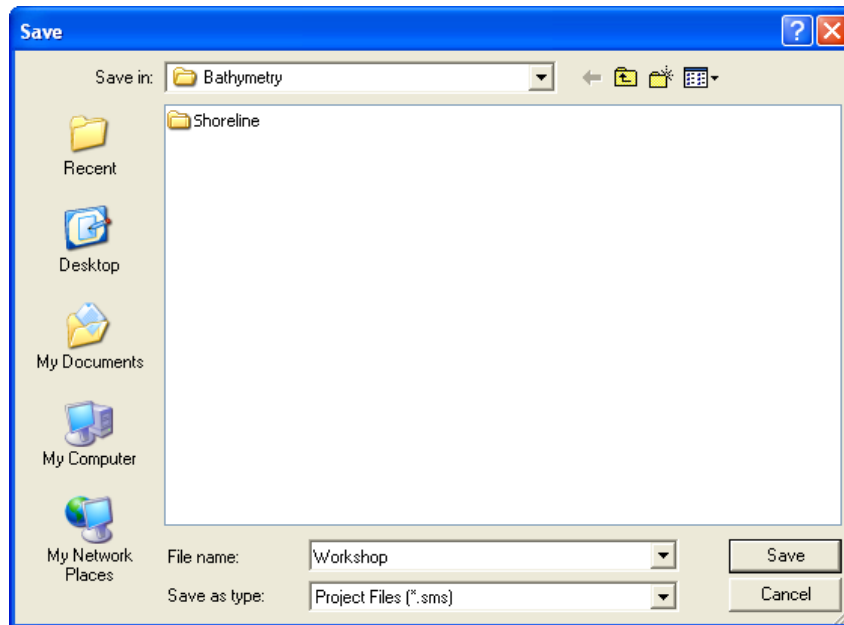 Save
Save in: Bathymetry
Shoreline
Recent
Desktop
My Documents
My Computer
My Network
Places
File name: Workshop Save
Save as type: Project Files (*.sms) Cancel